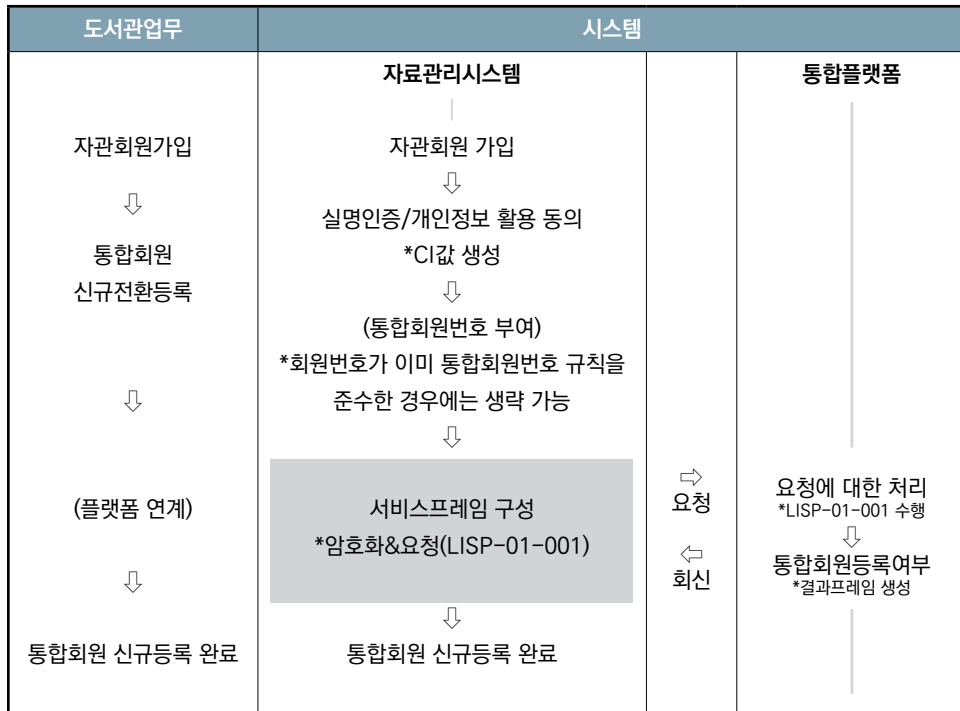 도서관업무
시스템
자료관리시스템
통합플랫폼
자관회원가입
⇩
통합회원
신규전환등록
⇩
(플랫폼 연계)
⇩
통합회원 신규등록 완료
자관회원 가입
⇩
실명인증/개인정보 활용 동의
*CI값 생성
⇩
(통합회원번호 부여)
*회원번호가 이미 통합회원번호 규칙을
준수한 경우에는 생략 가능
⇩
서비스프레임 구성
*암호화&요청(LISP-01-001)
⇩
통합회원 신규등록 완료
⇨
요청
⇦
회신
요청에 대한 처리
*LISP-01-001 수행
⇩
통합회원등록여부
*결과프레임 생성